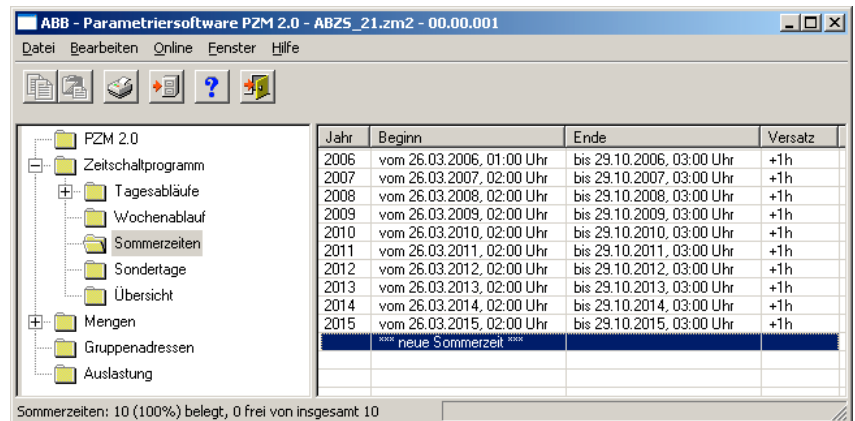 ABB - Parametriersoftware PZM 2.0 - ABZS_21.zm2 - 00.00.001
Datei Bearbeiten Online Fenster Hilfe
PZM 2.0
Zeitschaltprogramm
Tagesabläufe
Wochenablauf
Sommerzeiten
Sondertage
Übersicht
Mengen
Gruppenadressen
Auslastung
Jahr Beginn Ende Versatz
2006 vom 26.03.2006, 01:00 Uhr bis 29.10.2006, 03:00 Uhr +1h
2007 vom 26.03.2007, 02:00 Uhr bis 29.10.2007, 03:00 Uhr +1h
2008 vom 26.03.2008, 02:00 Uhr bis 29.10.2008, 03:00 Uhr +1h
2009 vom 26.03.2009, 02:00 Uhr bis 29.10.2009, 03:00 Uhr +1h
2010 vom 26.03.2010, 02:00 Uhr bis 29.10.2010, 03:00 Uhr +1h
2011 vom 26.03.2011, 02:00 Uhr bis 29.10.2011, 03:00 Uhr +1h
2012 vom 26.03.2012, 02:00 Uhr bis 29.10.2012, 03:00 Uhr +1h
2013 vom 26.03.2013, 02:00 Uhr bis 29.10.2013, 03:00 Uhr +1h
2014 vom 26.03.2014, 02:00 Uhr bis 29.10.2014, 03:00 Uhr +1h
2015 vom 26.03.2015, 02:00 Uhr bis 29.10.2015, 03:00 Uhr +1h
*** neue Sommerzeit ***
Sommerzeiten: 10 (100%) belegt, 0 frei von insgesamt 10